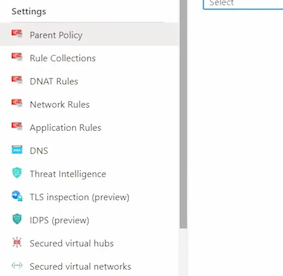 Select
Settings
Parent Policy
Rule Collections
DNAT Rules
Network Rules
Application Rules
DNS
Threat Intelligence
TLS inspection (preview)
IDPS (preview)
Secured virtual hubs
Secured virtual networks